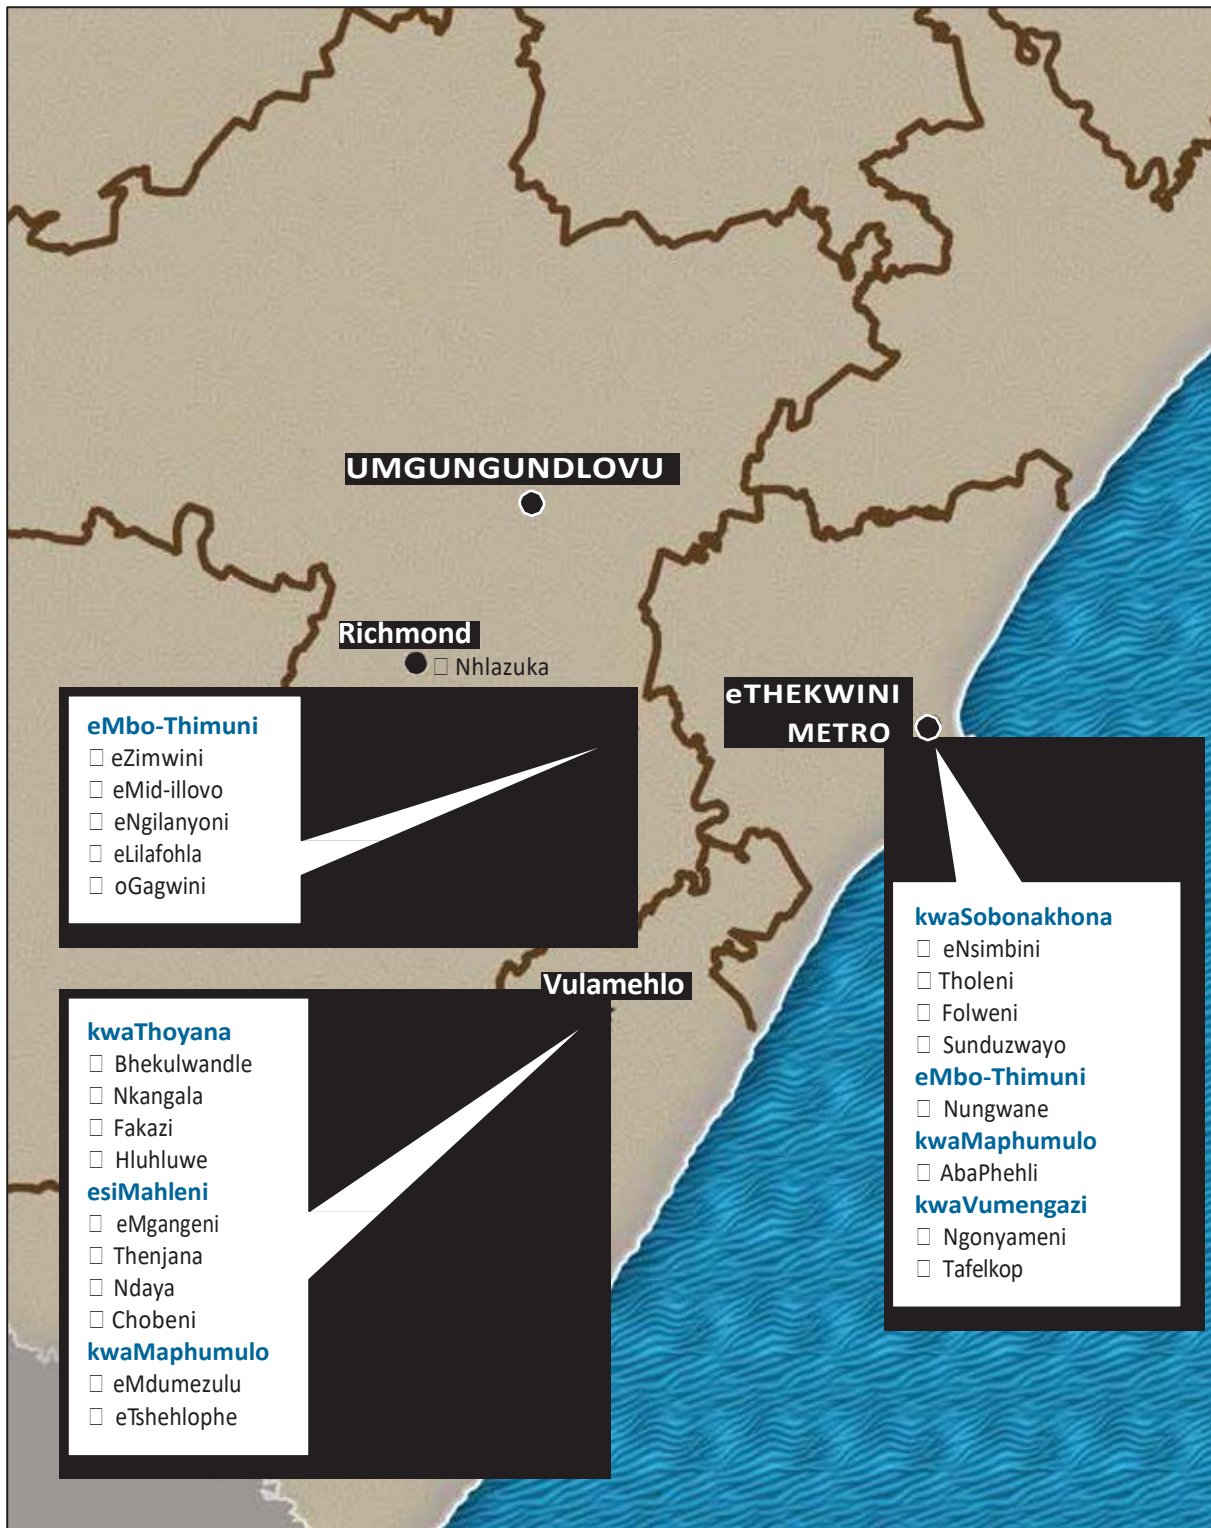 UMGUNGUNDLOVU
Richmond
□ Nhlazuka
eTHEKWINI
METRO
eMbo-Thimuni
□ eZimwini
□ eMid-illovo
□ eNgilanyoni
□ eLilafohla
□ oGagwini
kwaSobonakhona
□ eNsimbini
□ Tholeni
□ Folweni
□ Sunduzwayo
eMbo-Thimuni
□ Nungwane
kwaMaphumulo
□ AbaPhehli
kwaVumengazi
□ Ngonyameni
□ Tafelkop
Vulamehlo
kwaThoyana
□ Bhekulwandle
□ Nkangala
□ Fakazi
□ Hluhluwe
esiMahleni
□ eMgangeni
□ Thenjana
□ Ndaya
□ Chobeni
kwaMaphumulo
□ eMdumezulu
□ eTshehlophe